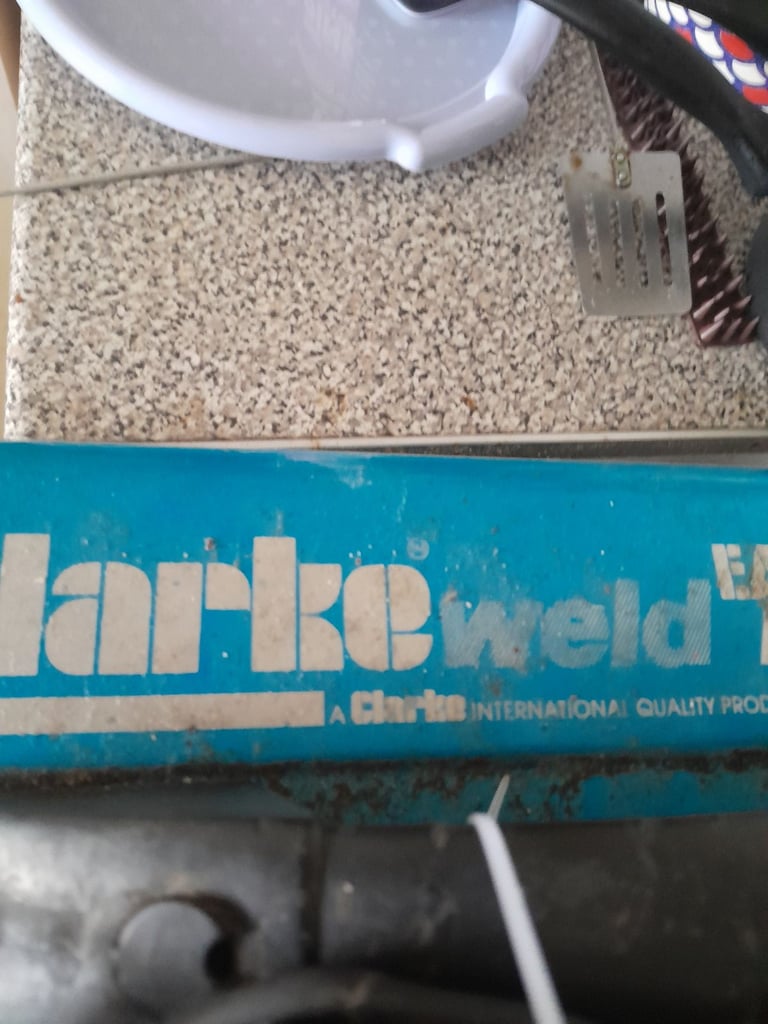 larke® weld
A Clarke INTERNATIONAL QUALITY PROD